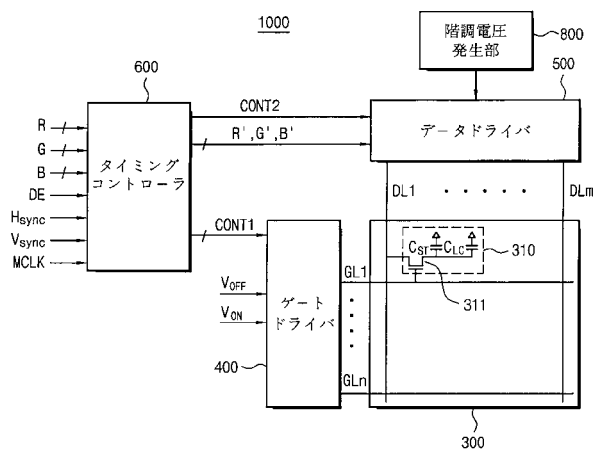 1000
階調電圧
発生部
800
600
500
CONT2
R',G',B'
データドライバ
R
G
B
DE
Hsync
Vsync
MCLK
タイミング
コントローラ
DL1
DLm
CONT1
CST
CLC
310
GL1
311
VOFF
VON
ゲート
ドライバ
400
GLn
300